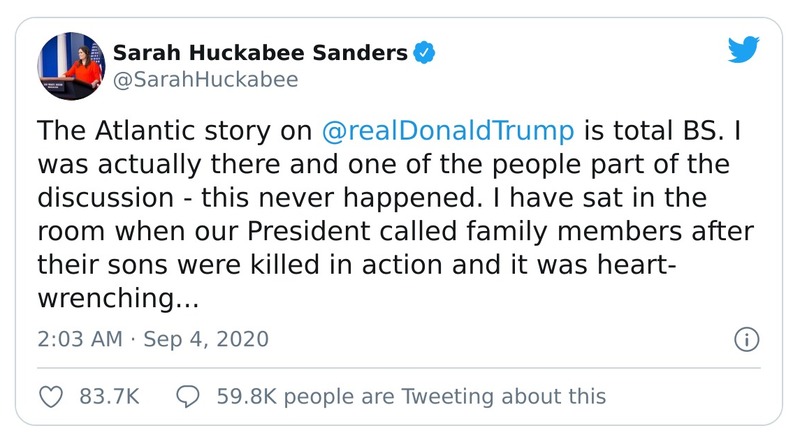 Sarah Huckabee Sanders
@SarahHuckabee
The Atlantic story on @realDonaldTrump is total BS. I
was actually there and one of the people part of the
discussion - this never happened. I have sat in the
room when our President called family members after
their sons were killed in action and it was heart-
wrenching...
2:03 AM · Sep 4, 2020
83.7K 59.8K people are Tweeting about this